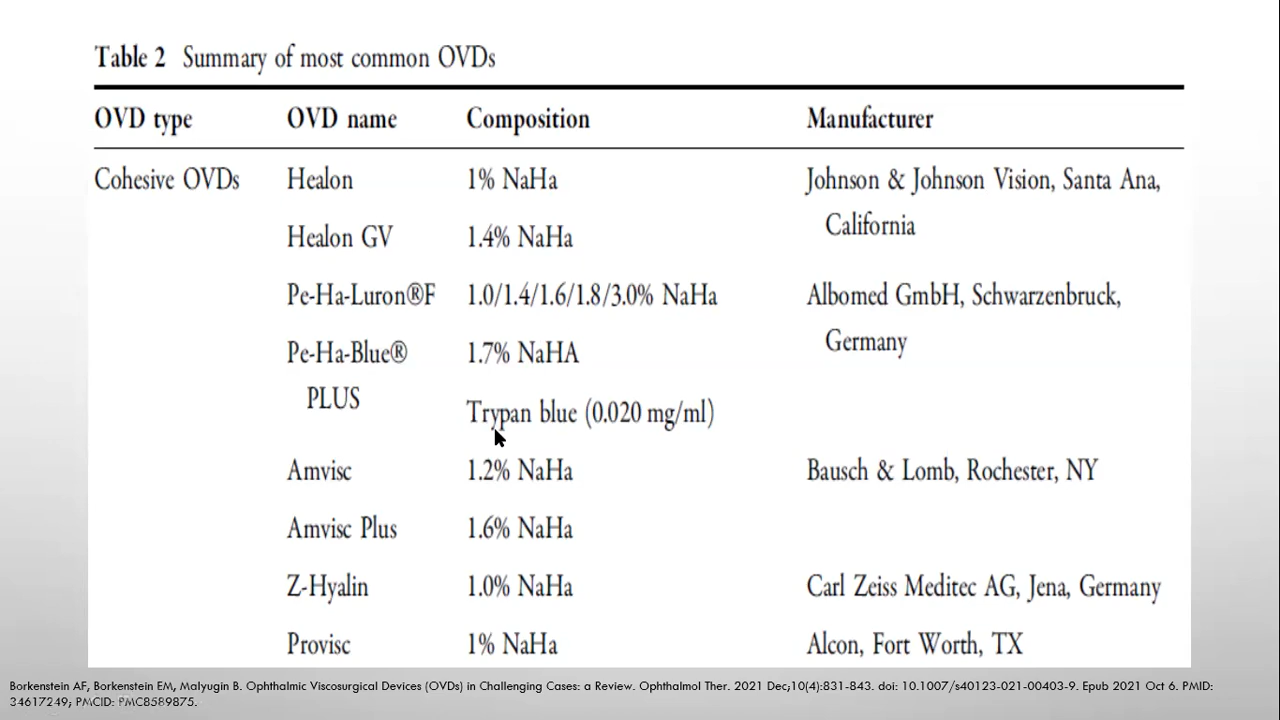 Table 2 Summary of most common OVDs
OVD type OVD name Composition Manufacturer
Cohesive OVDs Healon 1% NaHa Johnson & Johnson Vision, Santa Ana,
California
Healon GV 1.4% NaHa
Pe-Ha-Luron®F 1.0/1.4/1.6/1.8/3.0% NaHa Albomed GmbH, Schwarzenbruck,
Germany
Pe-Ha-Blue® 1.7% NaHA
PLUS
Trypan blue (0.020 mg/ml)
Amvisc 1.2% NaHa Bausch & Lomb, Rochester, NY
Amvisc Plus 1.6% NaHa
Z-Hyalin 1.0% NaHa Carl Zeiss Meditec AG, Jena, Germany
Provisc 1% NaHa Alcon, Fort Worth, TX
Borkenstein AF, Borkenstein EM, Malyugin B. Ophthalmic Viscosurgical Devices (OVDs) in Challenging Cases: a Review. Ophthalmol Ther. 2021 Dec;10(4):831-843. doi: 10.1007/s40123-021-00403-9. Epub 2021 Oct 6. PMID:
34617249; PMCID: PMC8589875.